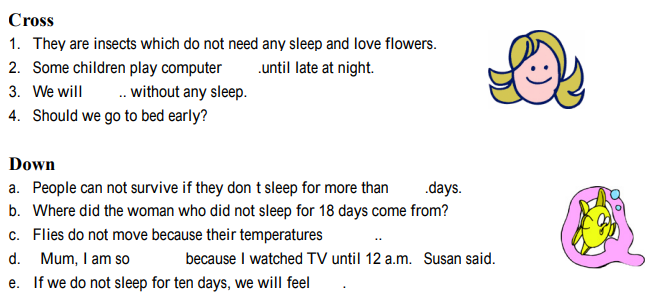 Cross
1. They are insects which do not need any sleep and love flowers.
2. Some children play computer .until late at night.
3. We will .. without any sleep.
4. Should we go to bed early?
Down
a. People can not survive if they don t sleep for more than .days.
b. Where did the woman who did not sleep for 18 days come from?
c. Flies do not move because their temperatures ..
d. Mum, I am so because I watched TV until 12 a.m. Susan said.
e. If we do not sleep for ten days, we will feel .